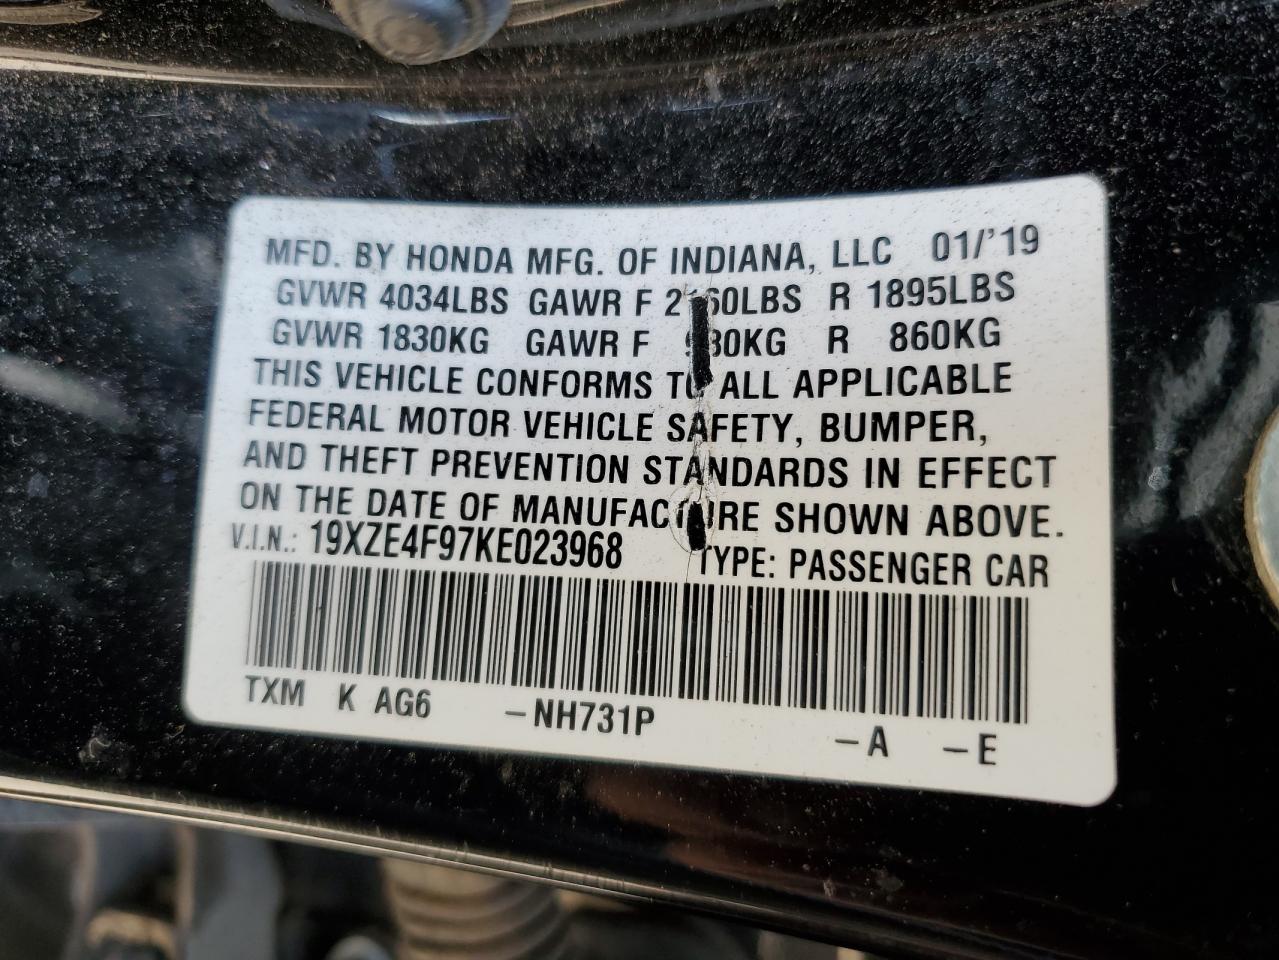 MFD. BY HONDA MFG. OF INDIANA, LLC 01/'19
GVWR 4034LBS GAWR F 2160LBS R 1895LBS
GVWR 1830KG GAWR F 980KG R 860KG
THIS VEHICLE CONFORMS TO ALL APPLICABLE
FEDERAL MOTOR VEHICLE SAFETY, BUMPER,
AND THEFT PREVENTION STANDARDS IN EFFECT
ON THE DATE OF MANUFACTURE SHOWN ABOVE.
V.I.N.: 19XZE4F97KE023968 TYPE: PASSENGER CAR
TXM K AG6 -NH731P -A -E